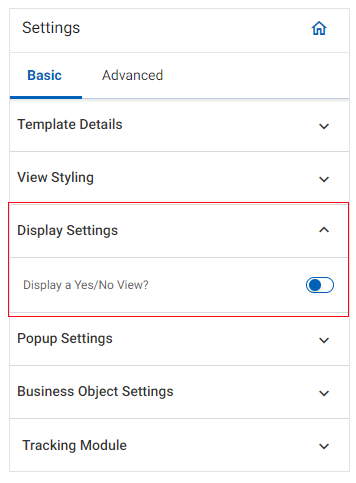 Settings
Basic Advanced
Template Details
View Styling
Display Settings
Display a Yes/No View?
Popup Settings
Business Object Settings
Tracking Module